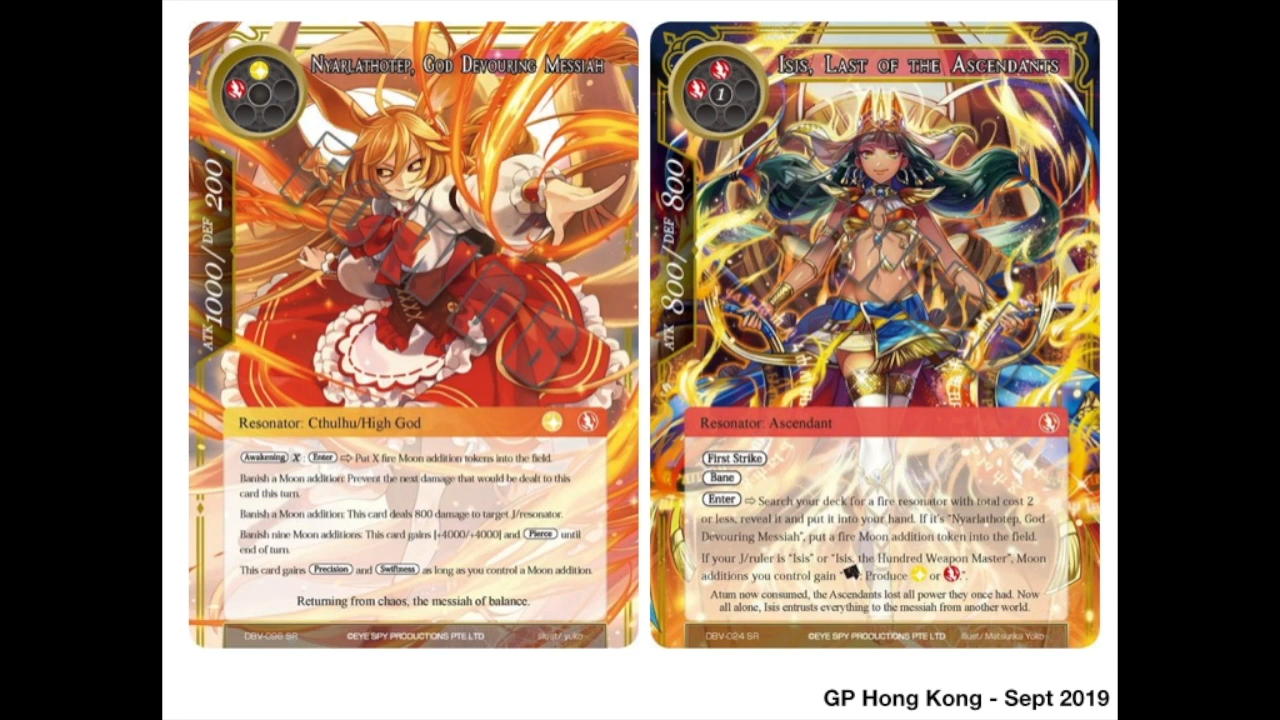 NYARLATHOTEP, GOD DEVOURING MESSIAH
ATK 1000 / DEF 200
Resonator: Cthulhu/High God
Awakening X : Enter ⇨ Put X fire Moon addition tokens into the field.
Banish a Moon addition: Prevent the next damage that would be dealt to this
card this turn.
Banish a Moon addition: This card deals 800 damage to target J/resonator.
Banish nine Moon additions: This card gains [+4000/+4000] and Pierce until
end of turn.
This card gains Precision and Swiftness as long as you control a Moon addition.
Returning from chaos, the messiah of balance.
DBV-096 SR ©EYE SPY PRODUCTIONS PTE LTD Illust/ yuko
ISIS, LAST OF THE ASCENDANTS
1
ATK 800 / DEF 800
Resonator: Ascendant
First Strike
Bane
Enter ⇨ Search your deck for a fire resonator with total cost 2
or less, reveal it and put it into your hand. If it's "Nyarlathotep, God
Devouring Messiah", put a fire Moon addition token into the field.
If your J/ruler is "Isis" or "Isis, the Hundred Weapon Master", Moon
additions you control gain " : Produce or ."
Atum now consumed, the Ascendants lost all power they once had. Now
all alone, Isis entrusts everything to the messiah from another world.
DBV-024 SR ©EYE SPY PRODUCTIONS PTE LTD Illust/ Matsurika Yoko
GP Hong Kong - Sept 2019